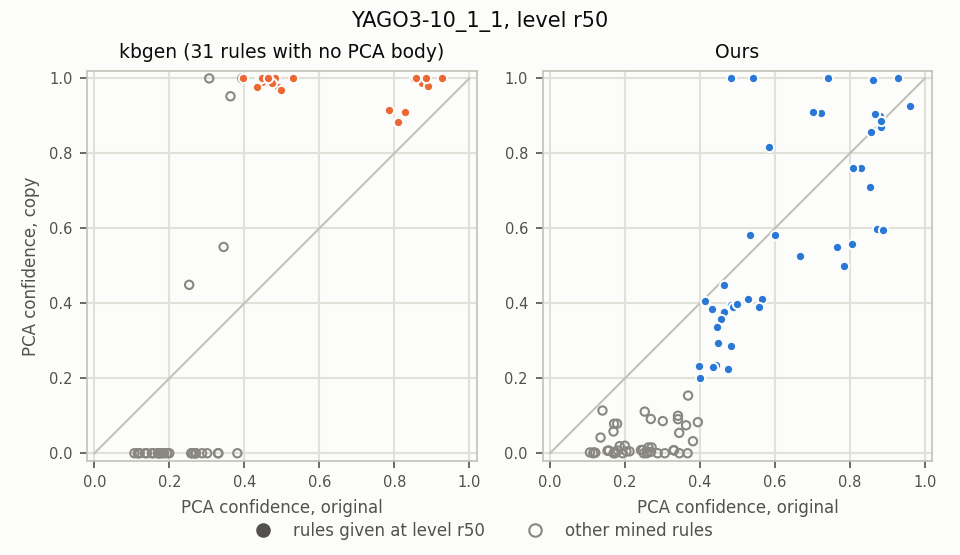 YAGO3-10_1_1, level r50
kbgen (31 rules with no PCA body)
Ours
PCA confidence, copy
1.0
0.8
0.6
0.4
0.2
0.0
0.0 0.2 0.4 0.6 0.8 1.0
PCA confidence, original
1.0
0.8
0.6
0.4
0.2
0.0
0.0 0.2 0.4 0.6 0.8 1.0
PCA confidence, original
rules given at level r50
other mined rules